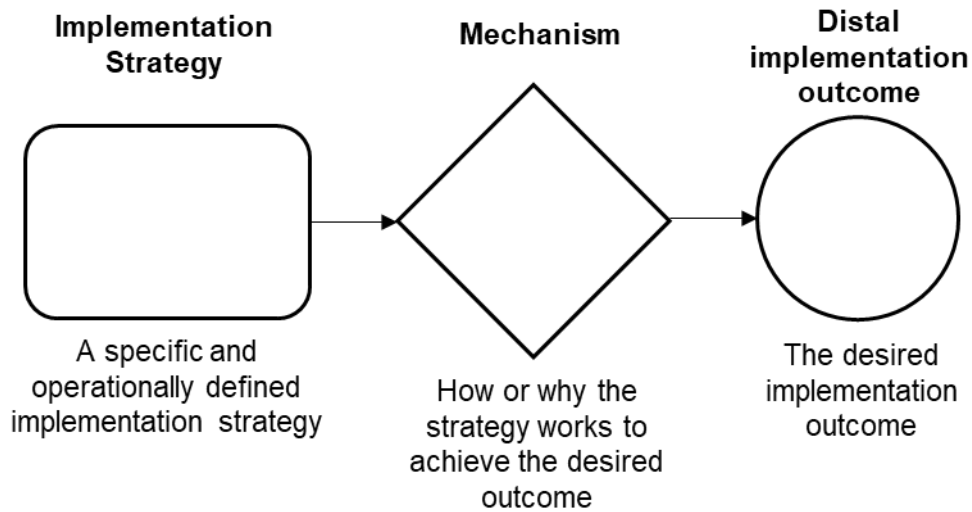 Implementation
Strategy
Mechanism
Distal
implementation
outcome
A specific and
operationally defined
implementation strategy
How or why the
strategy works to
achieve the desired
outcome
The desired
implementation
outcome